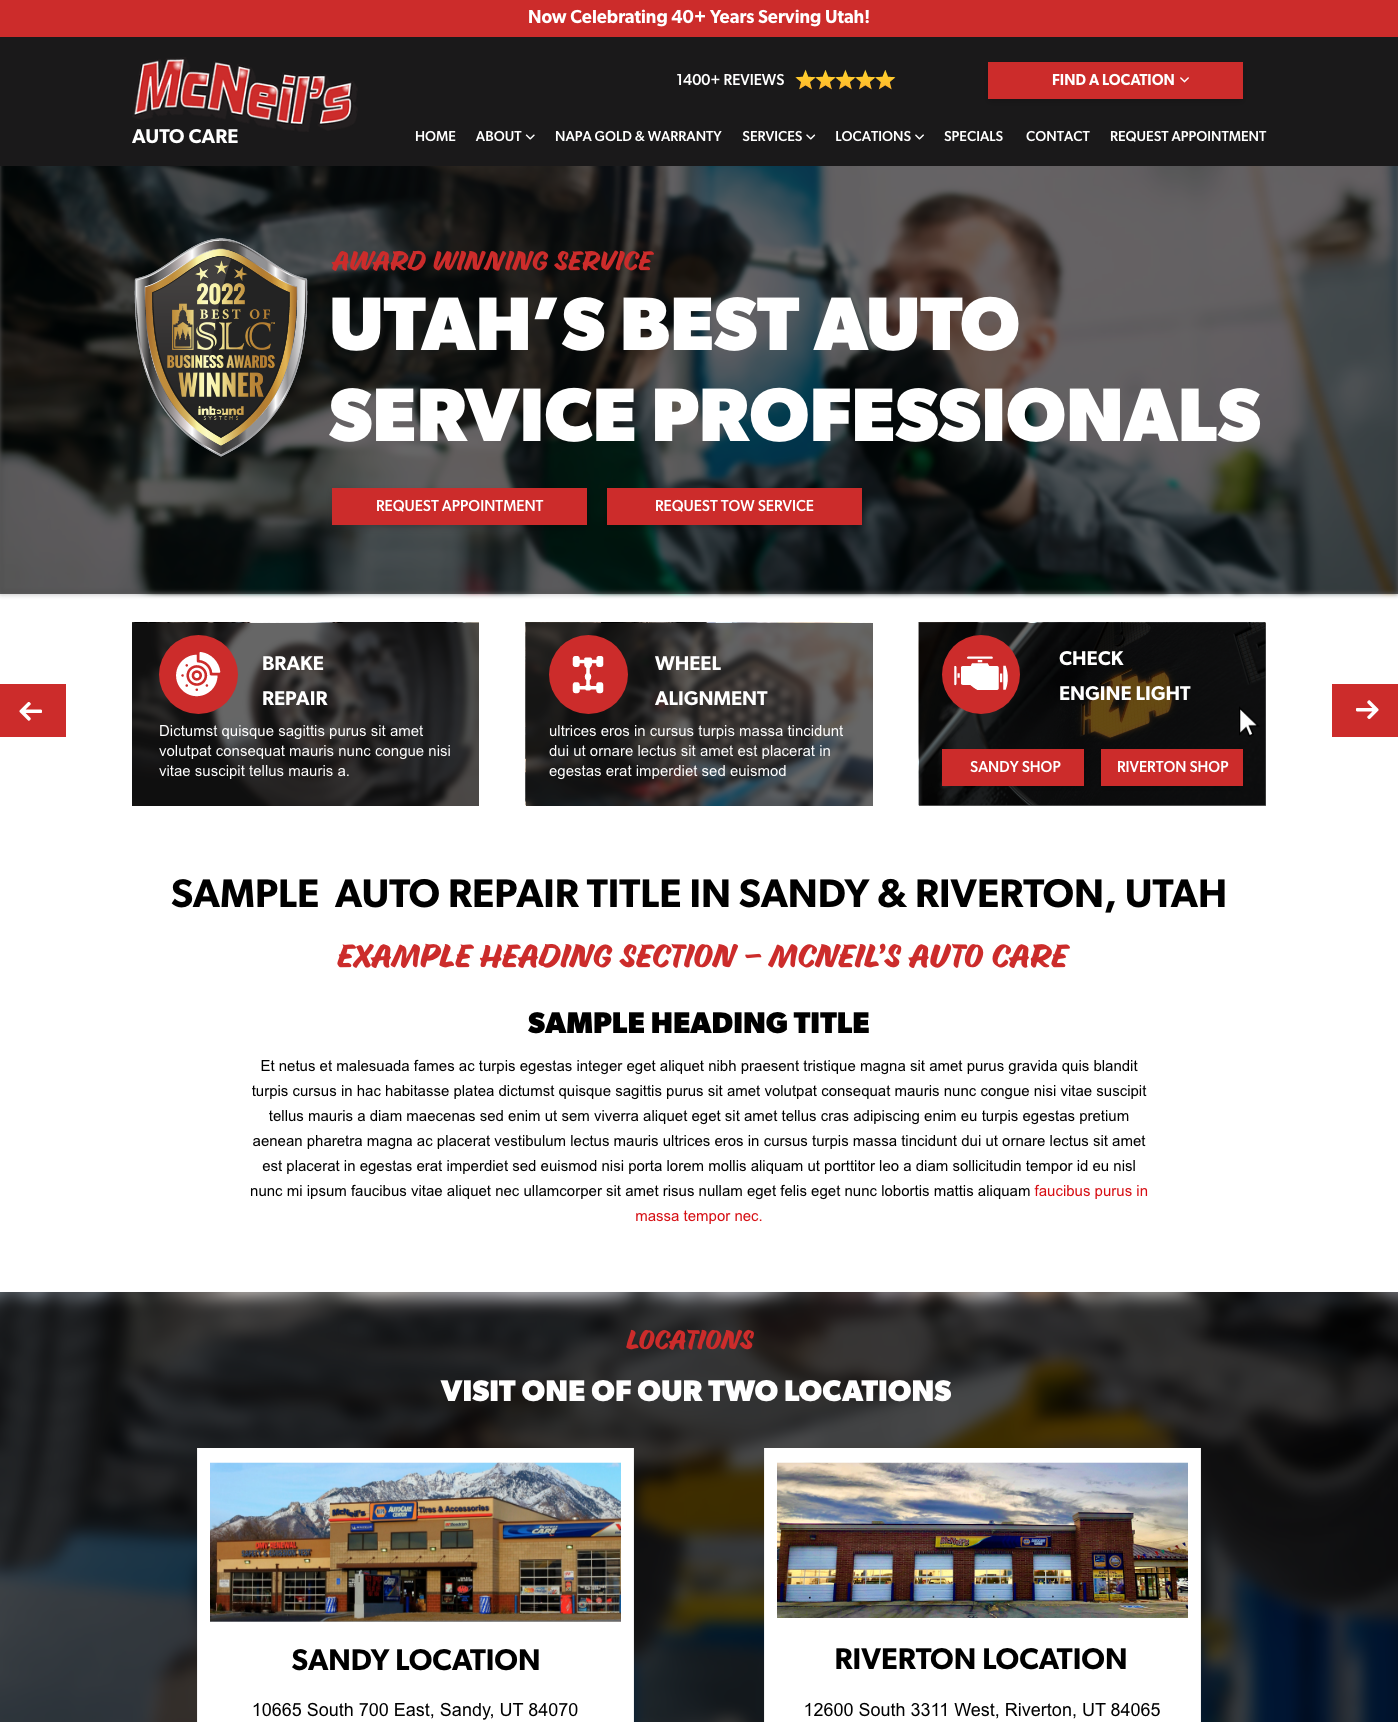 Now Celebrating 40+ Years Serving Utah!
McNeil's
AUTO CARE
1400+ REVIEWS
FIND A LOCATION
HOME ABOUT NAPA GOLD & WARRANTY SERVICES LOCATIONS SPECIALS CONTACT REQUEST APPOINTMENT
2022
BEST OF
SLC
BUSINESS AWARDS
WINNER
inbound
SYSTEMS
AWARD WINNING SERVICE
UTAH'S BEST AUTO
SERVICE PROFESSIONALS
REQUEST APPOINTMENT
REQUEST TOW SERVICE
BRAKE
REPAIR
Dictumst quisque sagittis purus sit amet
volutpat consequat mauris nunc congue nisi
vitae suscipit tellus mauris a.
WHEEL
ALIGNMENT
ultrices eros in cursus turpis massa tincidunt
dui ut ornare lectus sit amet est placerat in
egestas erat imperdiet sed euismod
CHECK
ENGINE LIGHT
SANDY SHOP
RIVERTON SHOP
SAMPLE  AUTO REPAIR TITLE IN SANDY & RIVERTON, UTAH
EXAMPLE HEADING SECTION – MCNEIL'S AUTO CARE
SAMPLE HEADING TITLE
Et netus et malesuada fames ac turpis egestas integer eget aliquet nibh praesent tristique magna sit amet purus gravida quis blandit
turpis cursus in hac habitasse platea dictumst quisque sagittis purus sit amet volutpat consequat mauris nunc congue nisi vitae suscipit
tellus mauris a diam maecenas sed enim ut sem viverra aliquet eget sit amet tellus cras adipiscing enim eu turpis egestas pretium
aenean pharetra magna ac placerat vestibulum lectus mauris ultrices eros in cursus turpis massa tincidunt dui ut ornare lectus sit amet
est placerat in egestas erat imperdiet sed euismod nisi porta lorem mollis aliquam ut porttitor leo a diam sollicitudin tempor id eu nisl
nunc mi ipsum faucibus vitae aliquet nec ullamcorper sit amet risus nullam eget felis eget nunc lobortis mattis aliquam faucibus purus in
massa tempor nec.
LOCATIONS
VISIT ONE OF OUR TWO LOCATIONS
McNeil's
AUTOCARE
CENTER
Tires & Accessories
CARE
McNeil's
SANDY LOCATION
10665 South 700 East, Sandy, UT 84070
RIVERTON LOCATION
12600 South 3311 West, Riverton, UT 84065